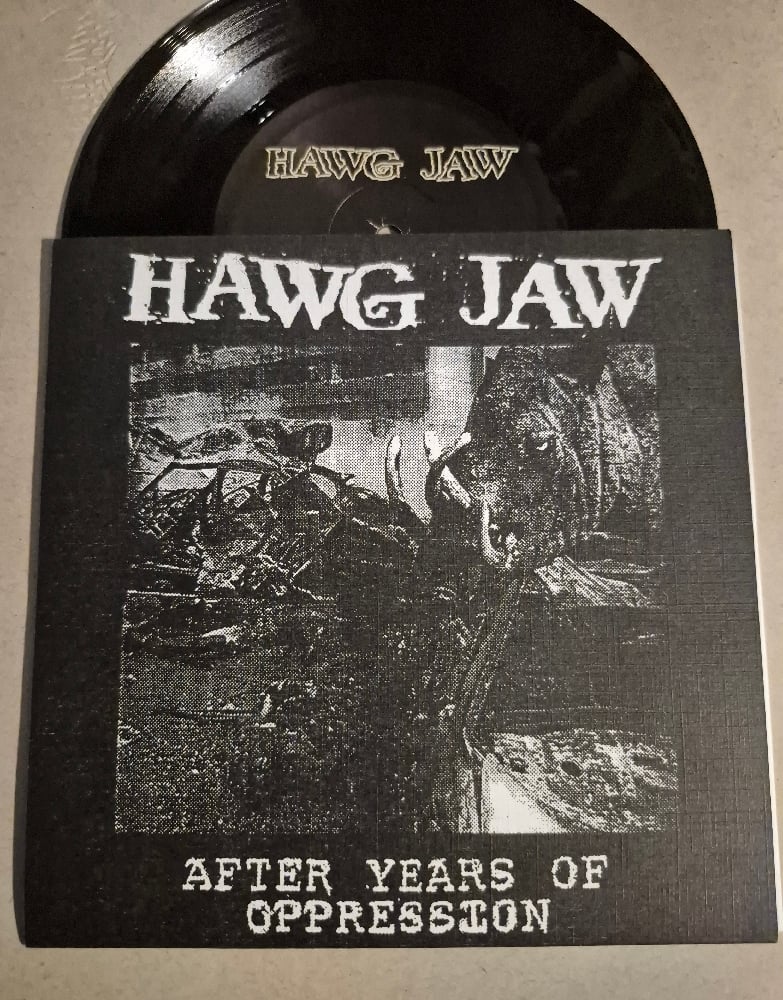 HAWG JAW
HAWG JAW
AFTER YEARS OF
OPPRESSION